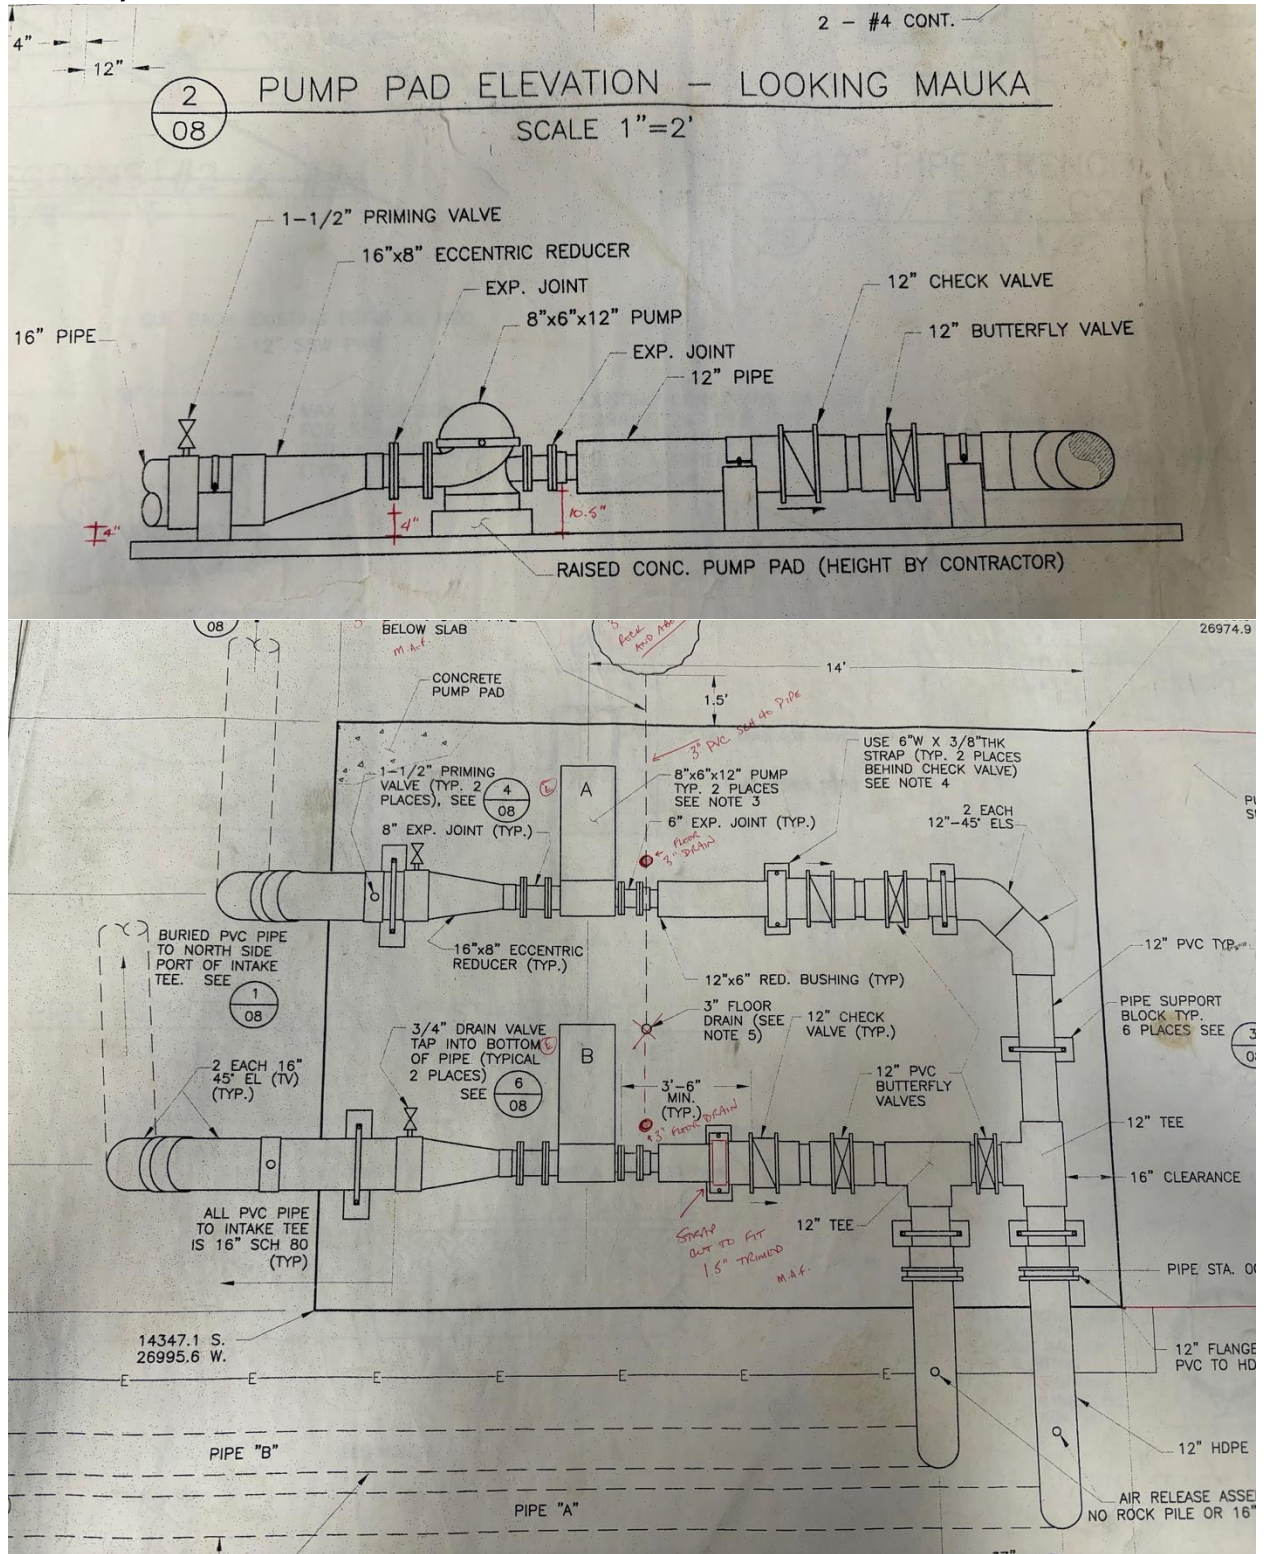 4"
12"
2 - #4 CONT.
2
08
PUMP PAD ELEVATION - LOOKING MAUKA
SCALE 1"=2'
1-1/2" PRIMING VALVE
16"x8" ECCENTRIC REDUCER
EXP. JOINT
8"x6"x12" PUMP
EXP. JOINT
12" PIPE
12" CHECK VALVE
12" BUTTERFLY VALVE
16" PIPE
4"
4"
10.5"
RAISED CONC. PUMP PAD (HEIGHT BY CONTRACTOR)
08
BELOW SLAB
M.A.F.
ROCK
AND ABO
26974.9
14'
1.5'
CONCRETE
PUMP PAD
3" PVC SCH 40 PIPE
1-1/2" PRIMING
VALVE (TYP. 2
PLACES), SEE
4
08
8" EXP. JOINT (TYP.)
A
8"x6"x12" PUMP
TYP. 2 PLACES
SEE NOTE 3
6" EXP. JOINT (TYP.)
FLOOR
3" DRAIN
USE 6"W X 3/8"THK
STRAP (TYP. 2 PLACES
BEHIND CHECK VALVE)
SEE NOTE 4
2 EACH
12"-45° ELS
BURIED PVC PIPE
TO NORTH SIDE
PORT OF INTAKE
TEE. SEE
1
08
16"x8" ECCENTRIC
REDUCER (TYP.)
12"x6" RED. BUSHING (TYP)
12" PVC TYP.
3" FLOOR
DRAIN (SEE
NOTE 5)
12" CHECK
VALVE (TYP.)
PIPE SUPPORT
BLOCK TYP.
6 PLACES SEE
3/4" DRAIN VALVE
TAP INTO BOTTOM
OF PIPE (TYPICAL
2 PLACES)
SEE
6
08
E
B
2 EACH 16"
45° EL (TV)
(TYP.)
3'-6"
MIN.
(TYP.)
3" FLOOR DRAIN
12" PVC
BUTTERFLY
VALVES
12" TEE
16" CLEARANCE
ALL PVC PIPE
TO INTAKE TEE
IS 16" SCH 80
(TYP)
STRAP
CUT TO FIT
1.5" TRIMED
M.A.F.
12" TEE
PIPE STA.
14347.1 S.
26995.6 W.
12" FLANGE
PVC TO HD
E E E E E E E
PIPE "B"
12" HDPE
PIPE "A"
AIR RELEASE ASSE
NO ROCK PILE OR 16"